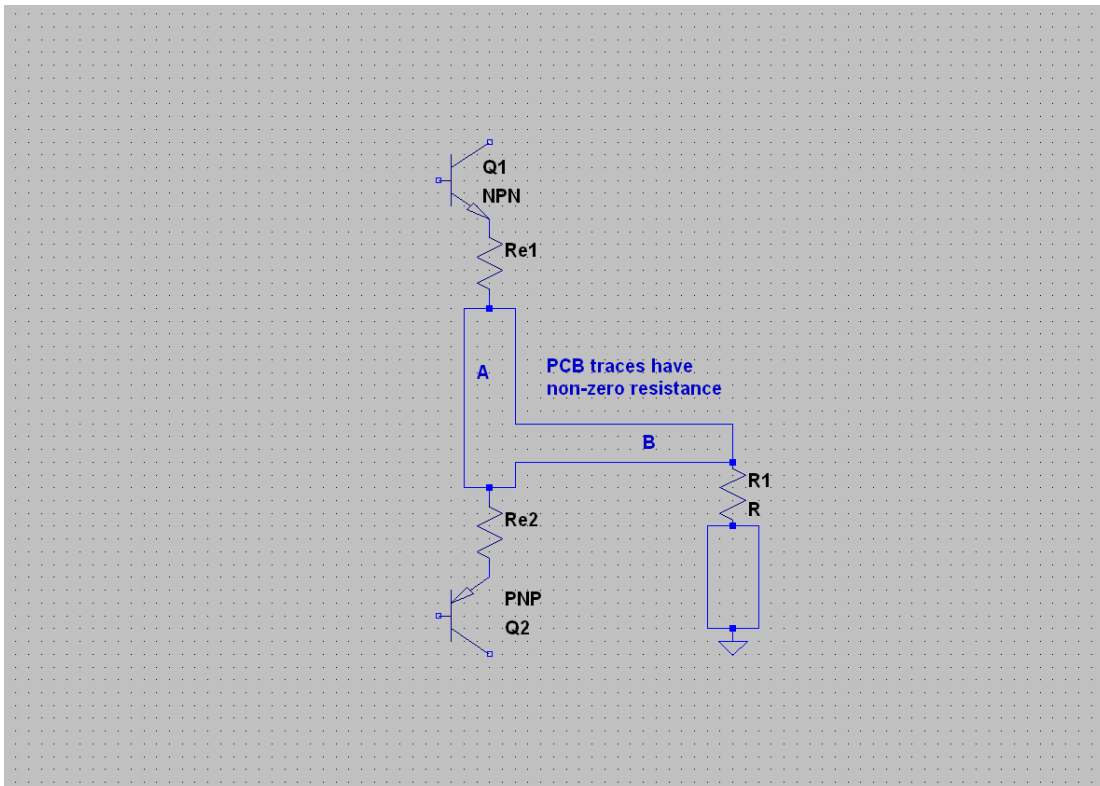 Q1
NPN
Re1
A
PCB traces have
non-zero resistance
B
R1
R
Re2
PNP
Q2